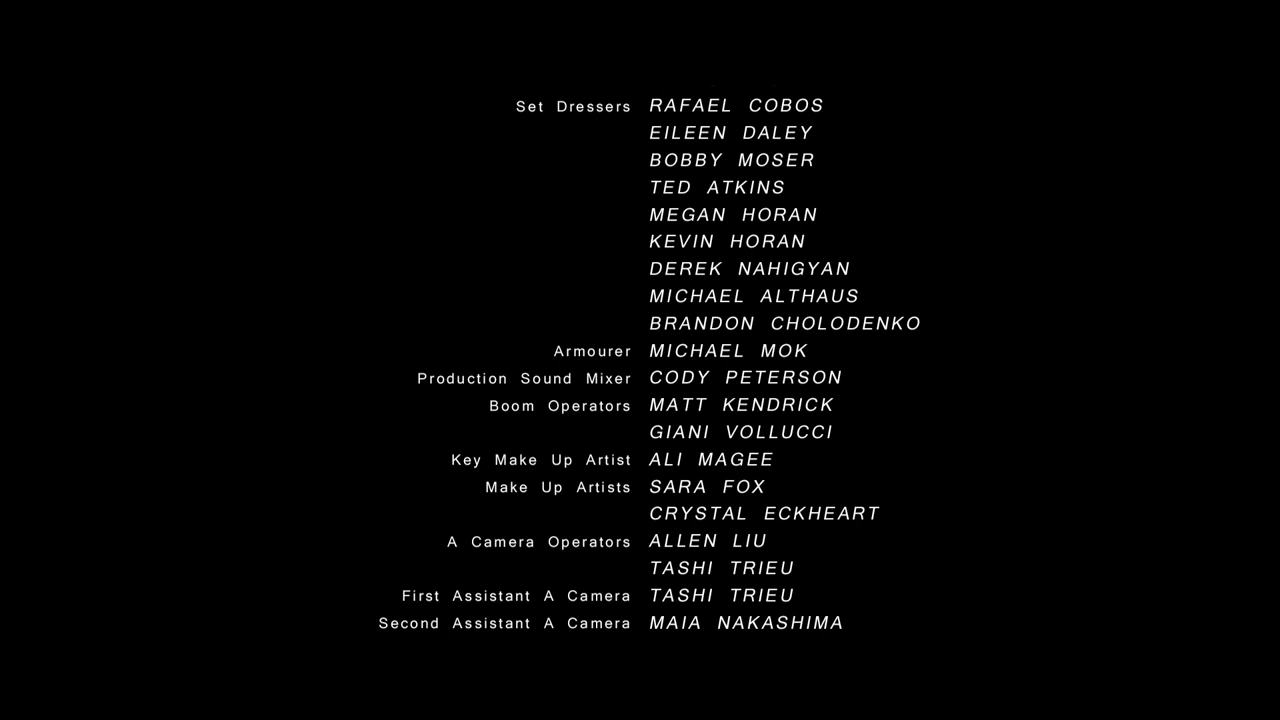 Set Dressers RAFAEL COBOS
EILEEN DALEY
BOBBY MOSER
TED ATKINS
MEGAN HORAN
KEVIN HORAN
DEREK NAHIGYAN
MICHAEL ALTHAUS
BRANDON CHOLODENKO
Armourer MICHAEL MOK
Production Sound Mixer CODY PETERSON
Boom Operators MATT KENDRICK
GIANI VOLLUCCI
Key Make Up Artist ALI MAGEE
Make Up Artists SARA FOX
CRYSTAL ECKHEART
A Camera Operators ALLEN LIU
TASHI TRIEU
First Assistant A Camera TASHI TRIEU
Second Assistant A Camera MAIA NAKASHIMA